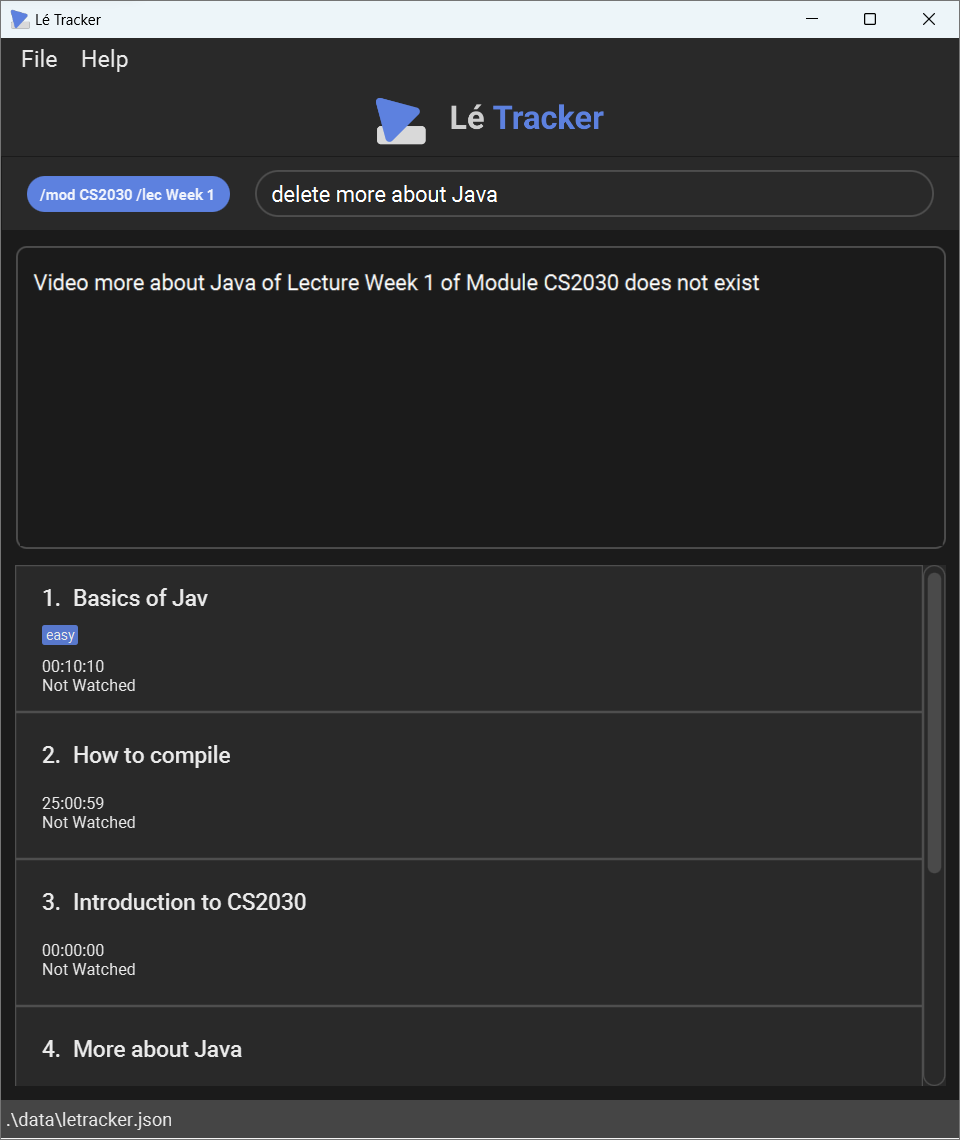 Lé Tracker
File Help
Lé Tracker
/mod CS2030 /lec Week 1
delete more about Java
Video more about Java of Lecture Week 1 of Module CS2030 does not exist
1. Basics of Jav
easy
00:10:10
Not Watched
2. How to compile
25:00:59
Not Watched
3. Introduction to CS2030
00:00:00
Not Watched
4. More about Java
.\data\letracker.json